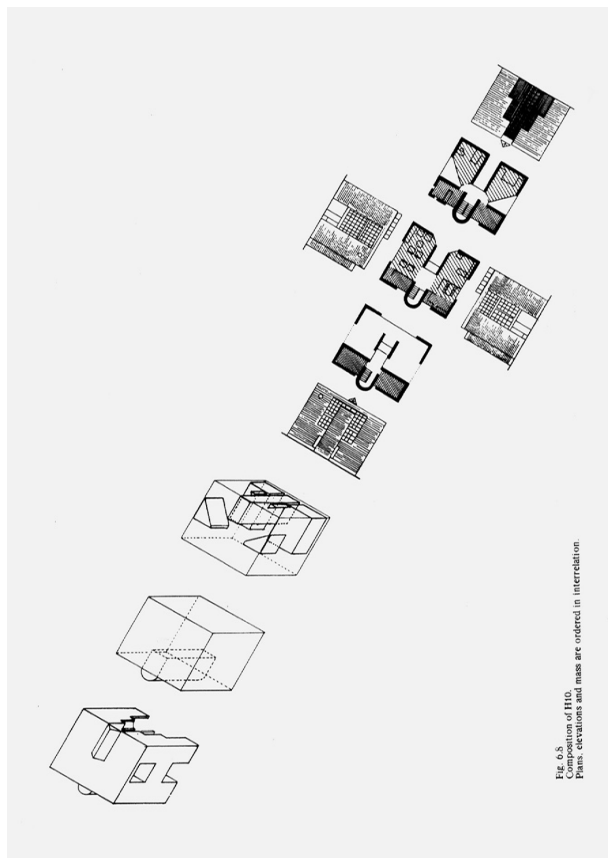 Fig. 6.8
Composition of H10.
Plans, elevations and mass are ordered in interrelation.